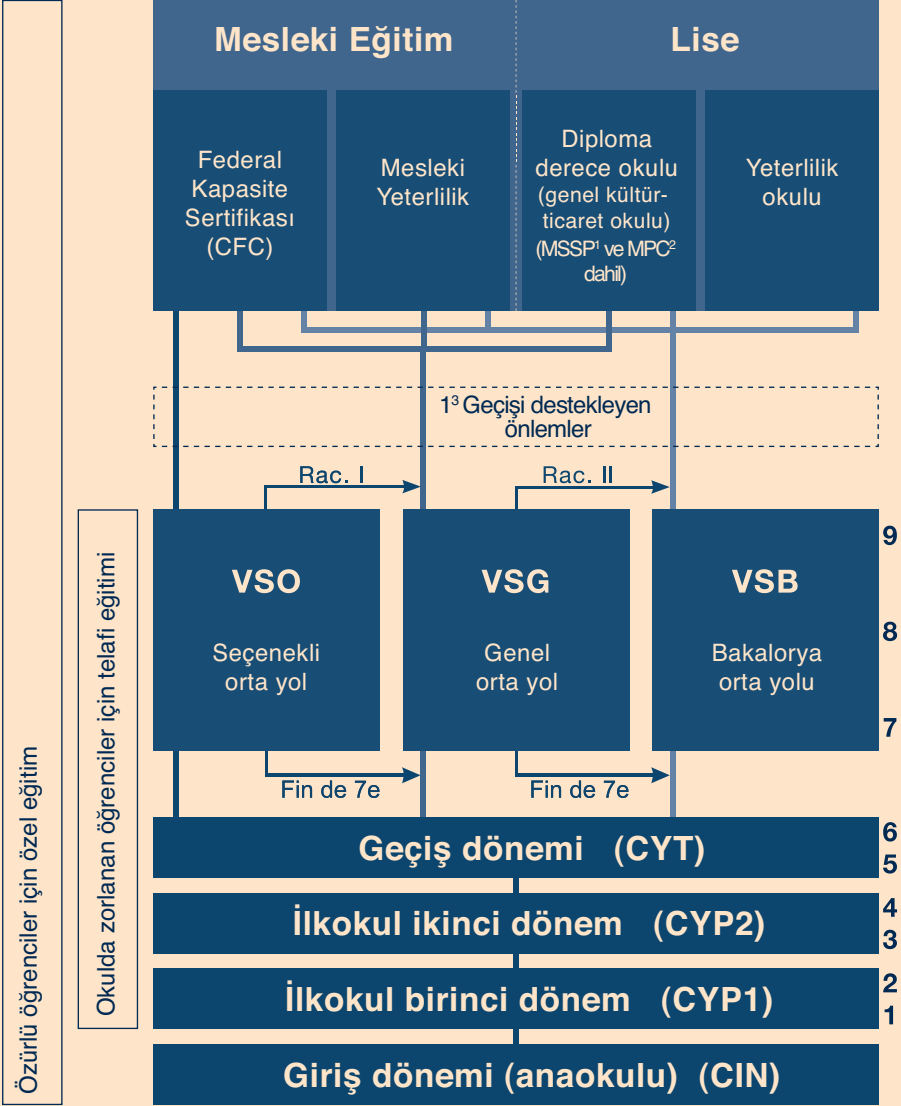 Mesleki Eğitim
Lise
Federal
Kapasite
Sertifikası
(CFC)
Mesleki
Yeterlilik
Diploma
derece okulu
(genel kültür-
ticaret okulu)
(MSSP¹ ve MPC²
dahil)
Yeterlilik
okulu
1³ Geçişi destekleyen
önlemler
Rac. I
Rac. II
VSO
Seçenekli
orta yol
VSG
Genel
orta yol
VSB
Bakalorya
orta yolu
9
8
7
Fin de 7e
Fin de 7e
Geçiş dönemi (CYT)
6
5
İlkokul ikinci dönem (CYP2)
4
3
İlkokul birinci dönem (CYP1)
2
1
Giriş dönemi (anaokulu) (CIN)
Okulda zorlanan öğrenciler için telafi eğitimi
Özürlü öğrenciler için özel eğitim